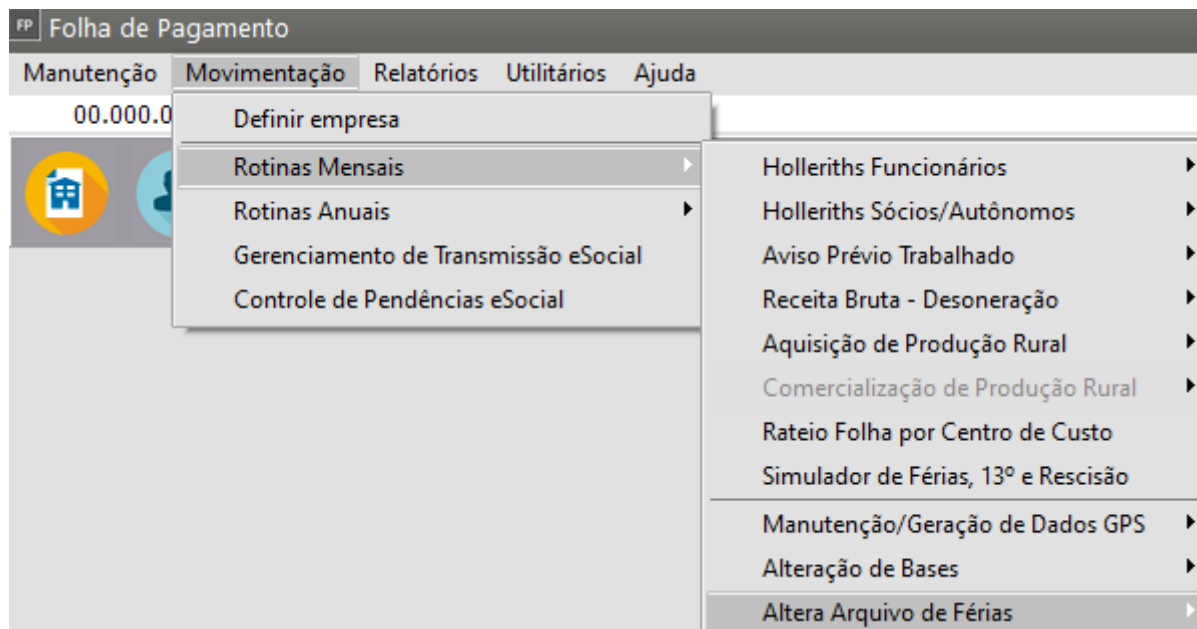 FP Folha de Pagamento
Manutenção Movimentação Relatórios Utilitários Ajuda
00.000.0
Definir empresa
Rotinas Mensais
Rotinas Anuais
Gerenciamento de Transmissão eSocial
Controle de Pendências eSocial
Holleriths Funcionários
Holleriths Sócios/Autônomos
Aviso Prévio Trabalhado
Receita Bruta - Desoneração
Aquisição de Produção Rural
Comercialização de Produção Rural
Rateio Folha por Centro de Custo
Simulador de Férias, 13º e Rescisão
Manutenção/Geração de Dados GPS
Alteração de Bases
Altera Arquivo de Férias